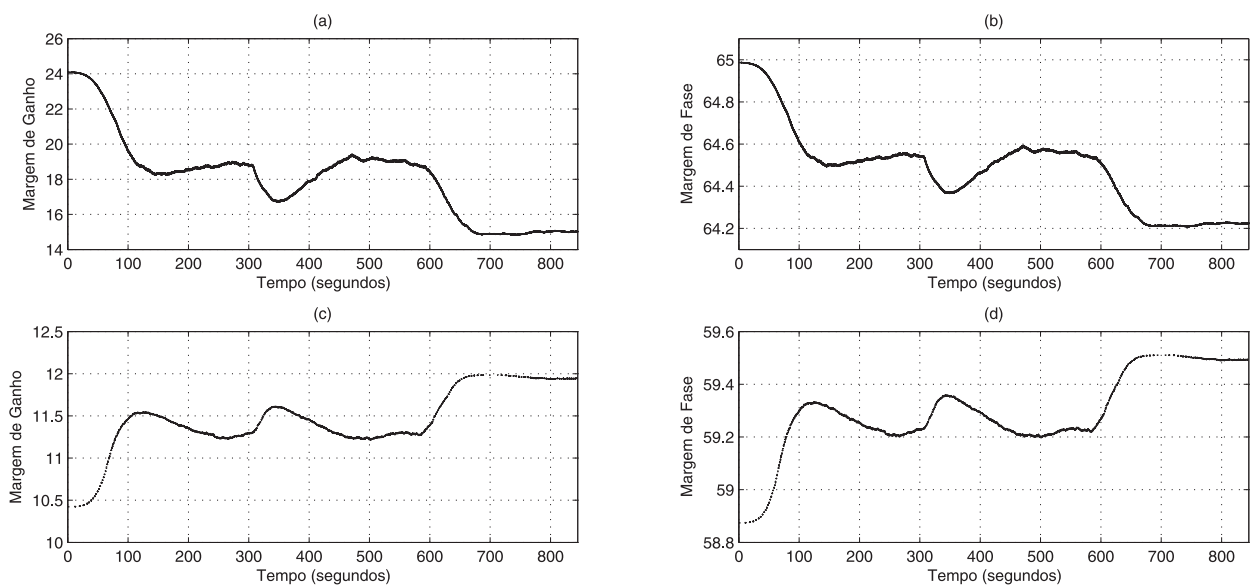 (a)
Margem de Ganho
26
24
22
20
18
16
14
0 100 200 300 400 500 600 700 800
Tempo (segundos)
(b)
Margem de Fase
65
64.8
64.6
64.4
64.2
0 100 200 300 400 500 600 700 800
Tempo (segundos)
(c)
Margem de Ganho
12.5
12
11.5
11
10.5
10
0 100 200 300 400 500 600 700 800
Tempo (segundos)
(d)
Margem de Fase
59.6
59.4
59.2
59
58.8
0 100 200 300 400 500 600 700 800
Tempo (segundos)